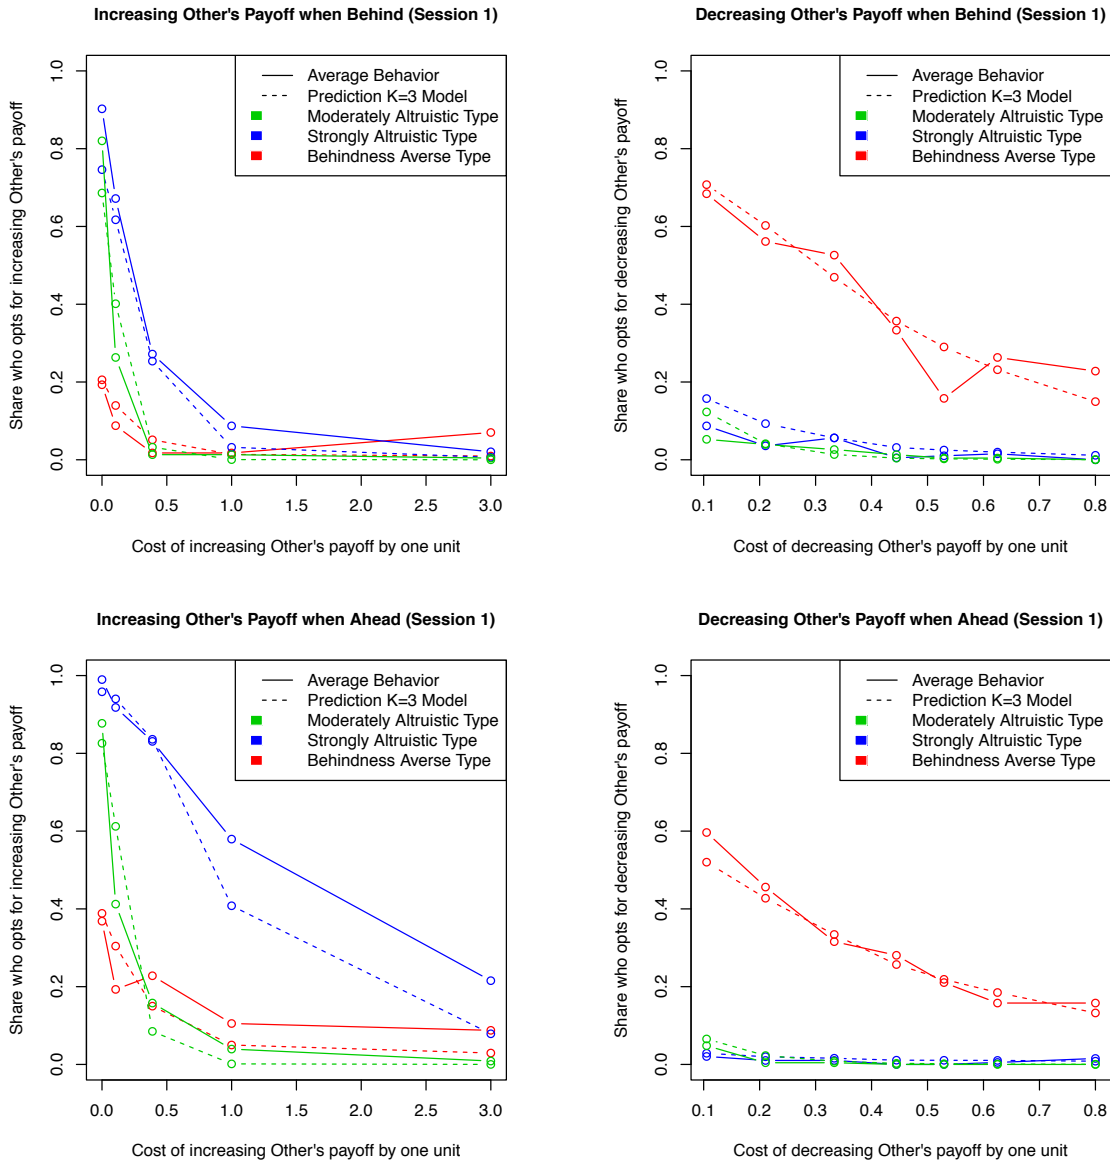 Increasing Other's Payoff when Behind (Session 1)
Share who opts for increasing Other's payoff
1.0
0.8
0.6
0.4
0.2
0.0
Average Behavior
Prediction K=3 Model
Moderately Altruistic Type
Strongly Altruistic Type
Behindness Averse Type
0.0 0.5 1.0 1.5 2.0 2.5 3.0
Cost of increasing Other's payoff by one unit
Decreasing Other's Payoff when Behind (Session 1)
Share who opts for decreasing Other's payoff
1.0
0.8
0.6
0.4
0.2
0.0
Average Behavior
Prediction K=3 Model
Moderately Altruistic Type
Strongly Altruistic Type
Behindness Averse Type
0.1 0.2 0.3 0.4 0.5 0.6 0.7 0.8
Cost of decreasing Other's payoff by one unit
Increasing Other's Payoff when Ahead (Session 1)
Share who opts for increasing Other's payoff
1.0
0.8
0.6
0.4
0.2
0.0
Average Behavior
Prediction K=3 Model
Moderately Altruistic Type
Strongly Altruistic Type
Behindness Averse Type
0.0 0.5 1.0 1.5 2.0 2.5 3.0
Cost of increasing Other's payoff by one unit
Decreasing Other's Payoff when Ahead (Session 1)
Share who opts for decreasing Other's payoff
1.0
0.8
0.6
0.4
0.2
0.0
Average Behavior
Prediction K=3 Model
Moderately Altruistic Type
Strongly Altruistic Type
Behindness Averse Type
0.1 0.2 0.3 0.4 0.5 0.6 0.7 0.8
Cost of decreasing Other's payoff by one unit